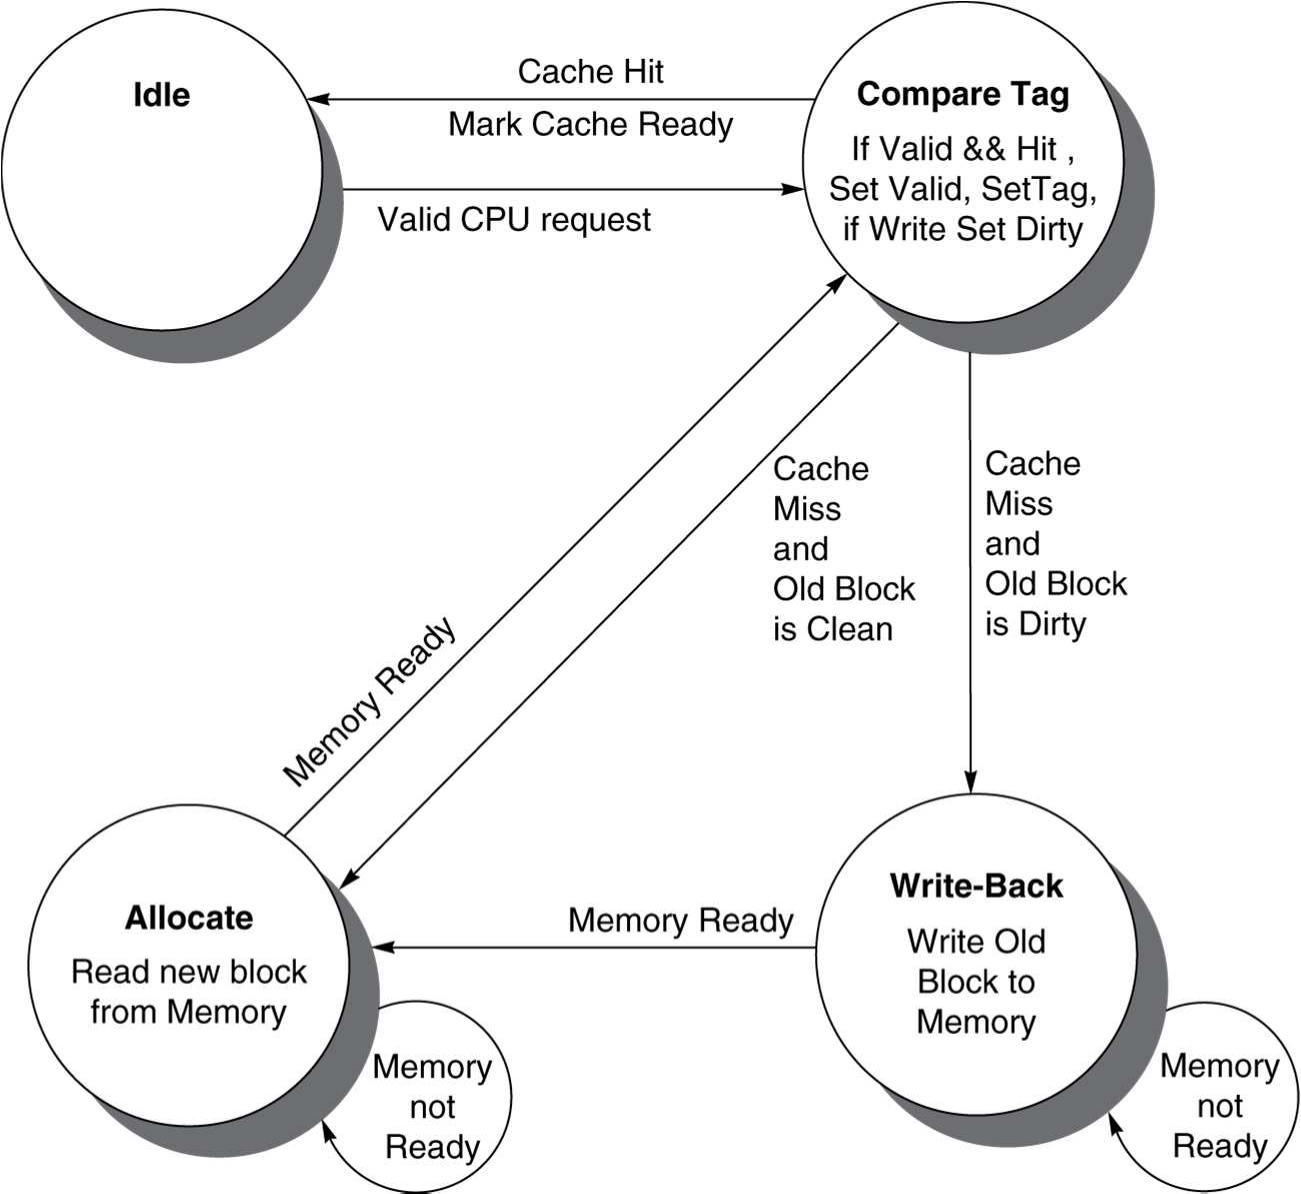 Idle
Cache Hit
Mark Cache Ready
Valid CPU request
Compare Tag
If Valid && Hit ,
Set Valid, SetTag,
if Write Set Dirty
Cache
Miss
and
Old Block
is Clean
Cache
Miss
and
Old Block
is Dirty
Memory Ready
Allocate
Read new block
from Memory
Memory
not
Ready
Memory Ready
Write-Back
Write Old
Block to
Memory
Memory
not
Ready